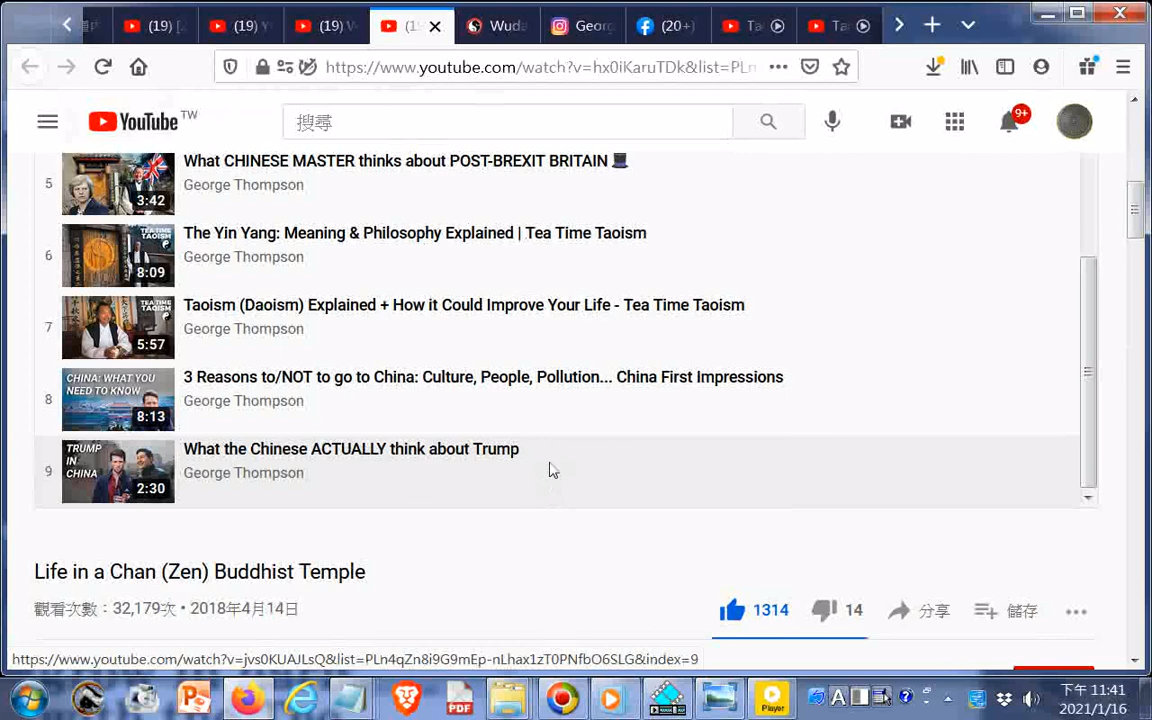 (19) [
(19) Y
(19) V
(19)
Wuda
Georg
(20+)
Ta
Tao
https://www.youtube.com/watch?v=hx0iKaruTDk&list=PLn
YouTube TW
搜尋
9+
5
3:42
What CHINESE MASTER thinks about POST-BREXIT BRITAIN
George Thompson
6
TEA TIME
TAOISM
8:09
The Yin Yang: Meaning & Philosophy Explained | Tea Time Taoism
George Thompson
7
TEA TIME
TAOISM
5:57
Taoism (Daoism) Explained + How it Could Improve Your Life - Tea Time Taoism
George Thompson
8
CHINA: WHAT YOU
NEED TO KNOW
8:13
3 Reasons to/NOT to go to China: Culture, People, Pollution... China First Impressions
George Thompson
9
TRUMP
IN
CHINA
2:30
What the Chinese ACTUALLY think about Trump
George Thompson
Life in a Chan (Zen) Buddhist Temple
觀看次數：32,179次 • 2018年4月14日
1314
14
分享
儲存
https://www.youtube.com/watch?v=jvs0KUAJLsQ&list=PLn4qZn8i9G9mEp-nLhax1zT0PNfbO6SLG&index=9
PDF
Player
A
下午 11:41
2021/1/16